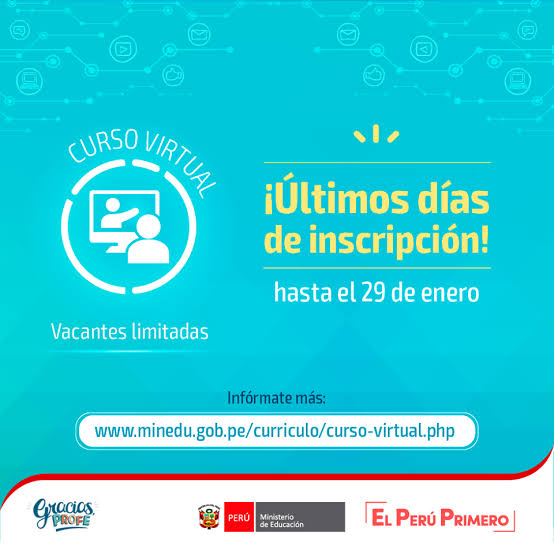 CURSO VIRTUAL
Vacantes limitadas
¡Últimos días
de inscripción!
hasta el 29 de enero
Infórmate más:
www.minedu.gob.pe/curriculo/curso-virtual.php
Gracias,
PROFE
PERÚ
Ministerio
de Educación
EL PERÚ PRIMERO